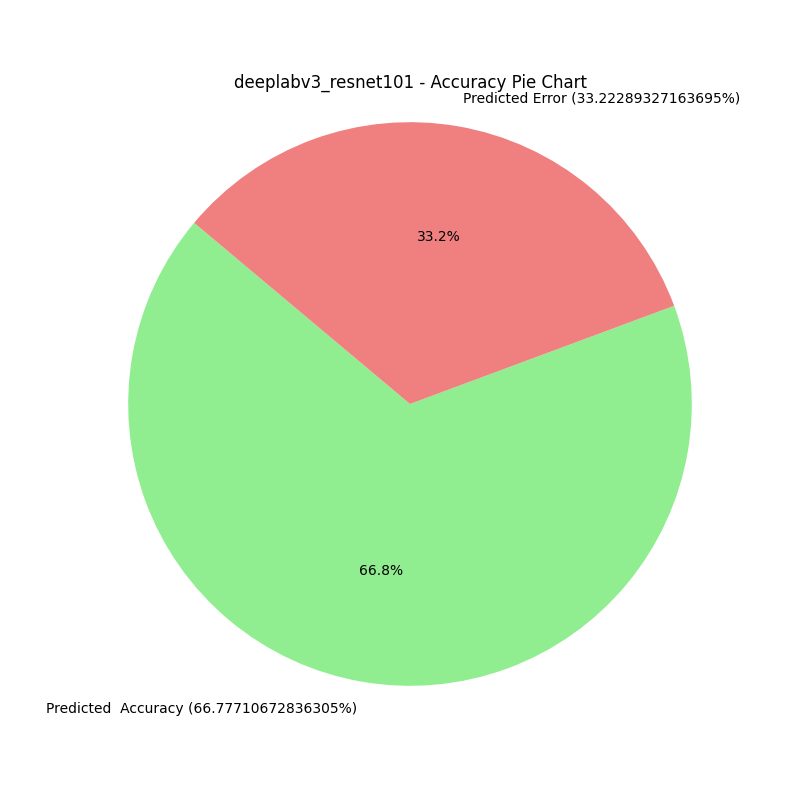 deeplabv3_resnet101 - Accuracy Pie Chart
Predicted Error (33.22289327163695%)
33.2%
66.8%
Predicted  Accuracy (66.77710672836305%)